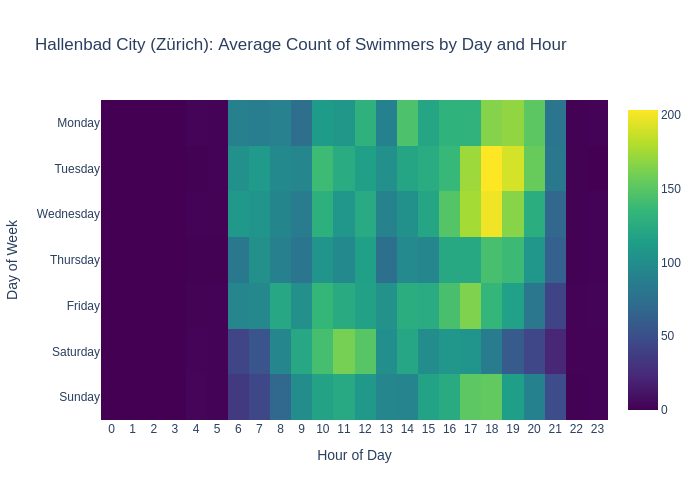 Hallenbad City (Zürich): Average Count of Swimmers by Day and Hour
Monday
Tuesday
Wednesday
Thursday
Friday
Saturday
Sunday
Day of Week
0 1 2 3 4 5 6 7 8 9 10 11 12 13 14 15 16 17 18 19 20 21 22 23
Hour of Day
200
150
100
50
0